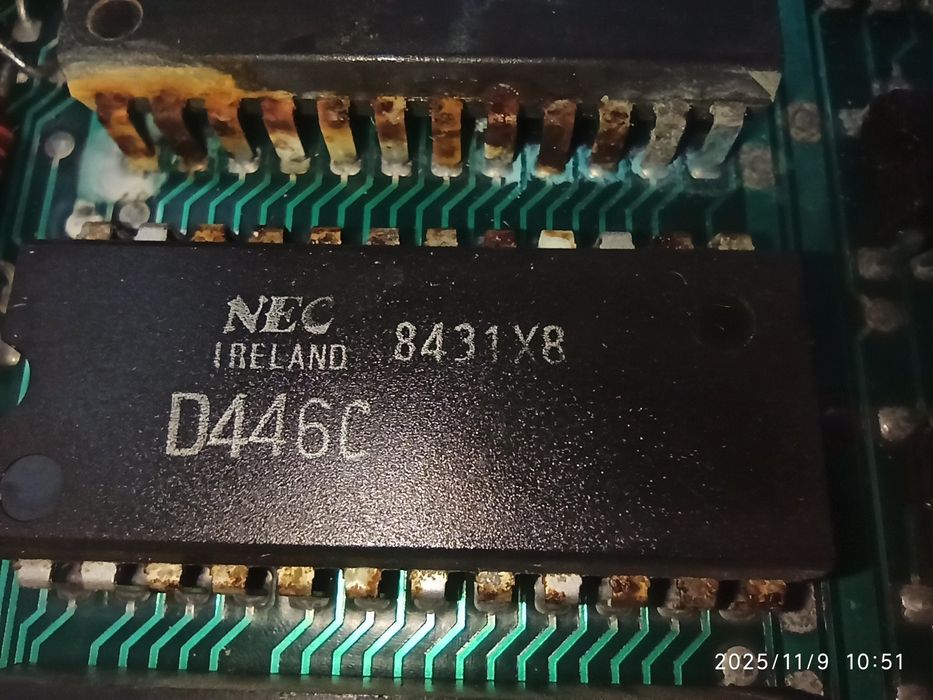 NEC
IRELAND 8431X8
D446C
2025/11/9 10:51